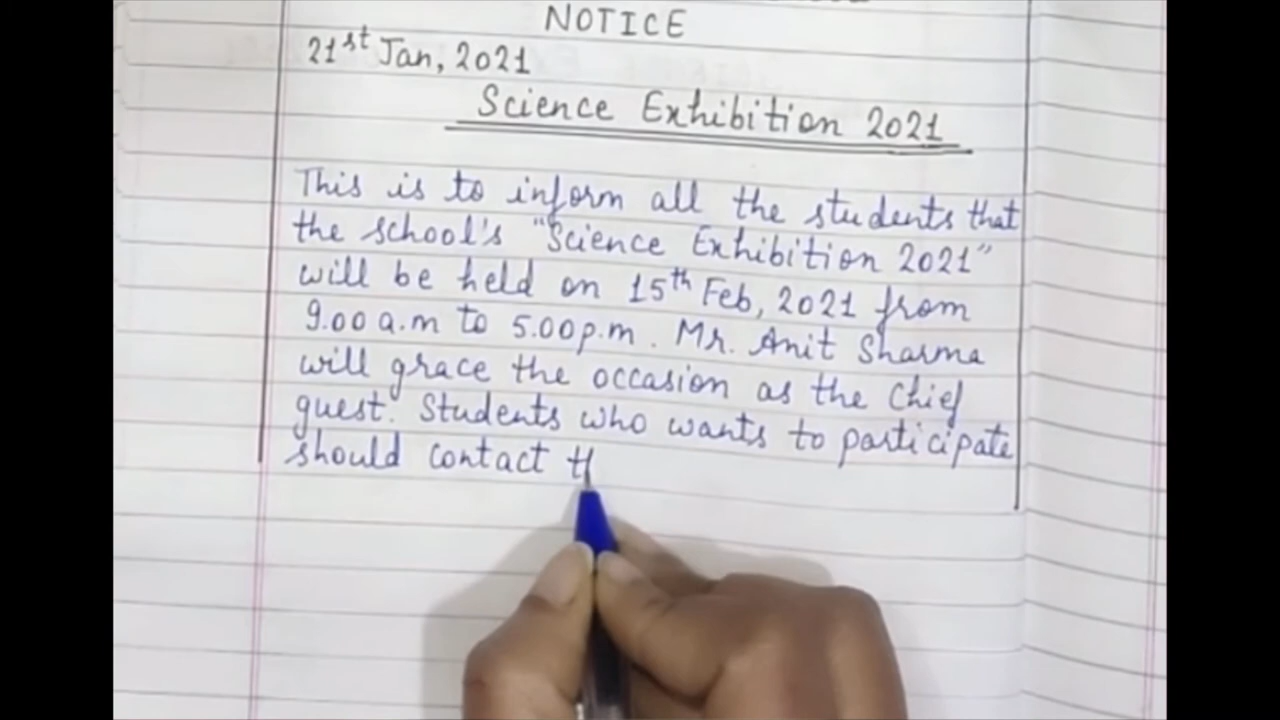 NOTICE
21st Jan, 2021
Science Exhibition 2021
This is to inform all the students that
the school's "Science Exhibition 2021"
will be held on 15th Feb, 2021 from
9.00 a.m to 5.00 p.m. Mr. Anit Sharma
will grace the occasion as the Chief
guest. Students who wants to participate
should contact th